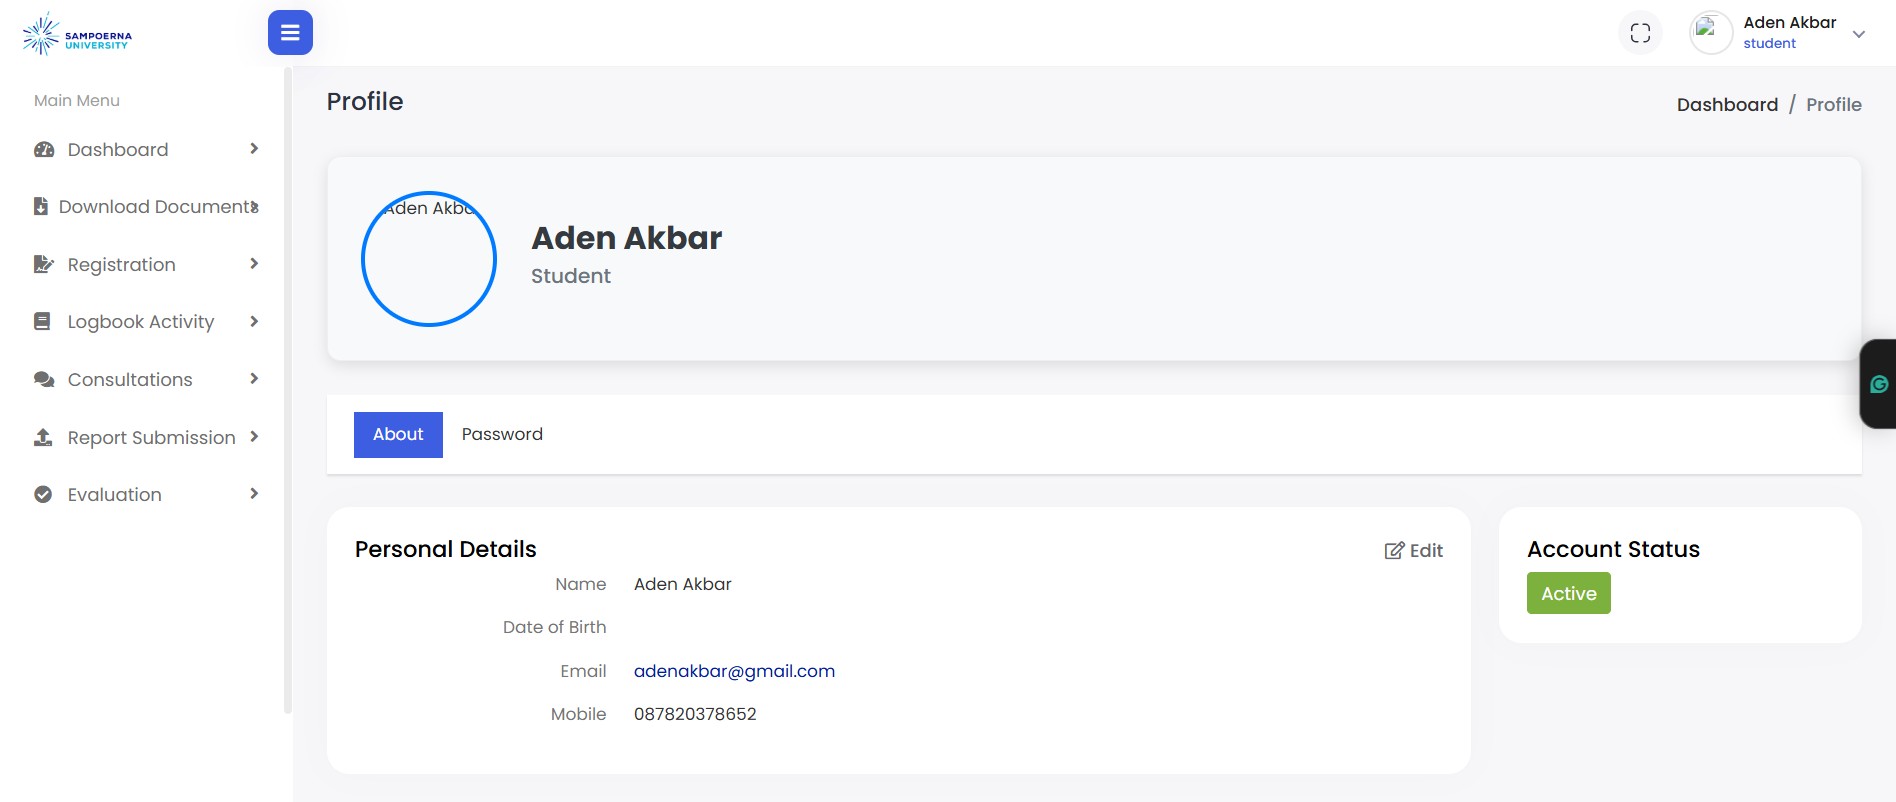 SAMPOERNA
UNIVERSITY
Aden Akbar
student
Main Menu
Dashboard
Download Documents
Registration
Logbook Activity
Consultations
Report Submission
Evaluation
Profile
Dashboard / Profile
Aden Akba
Aden Akbar
Student
About
Password
Personal Details
Edit
Name Aden Akbar
Date of Birth
Email adenakbar@gmail.com
Mobile 087820378652
Account Status
Active